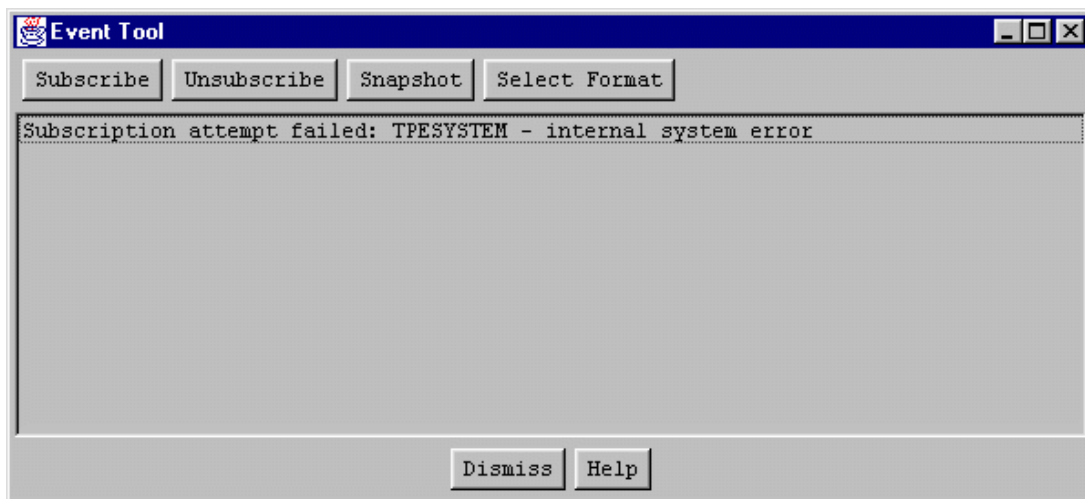 Event Tool
Subscribe Unsubscribe Snapshot Select Format
Subscription attempt failed: TPESYSTEM - internal system error
Dismiss Help